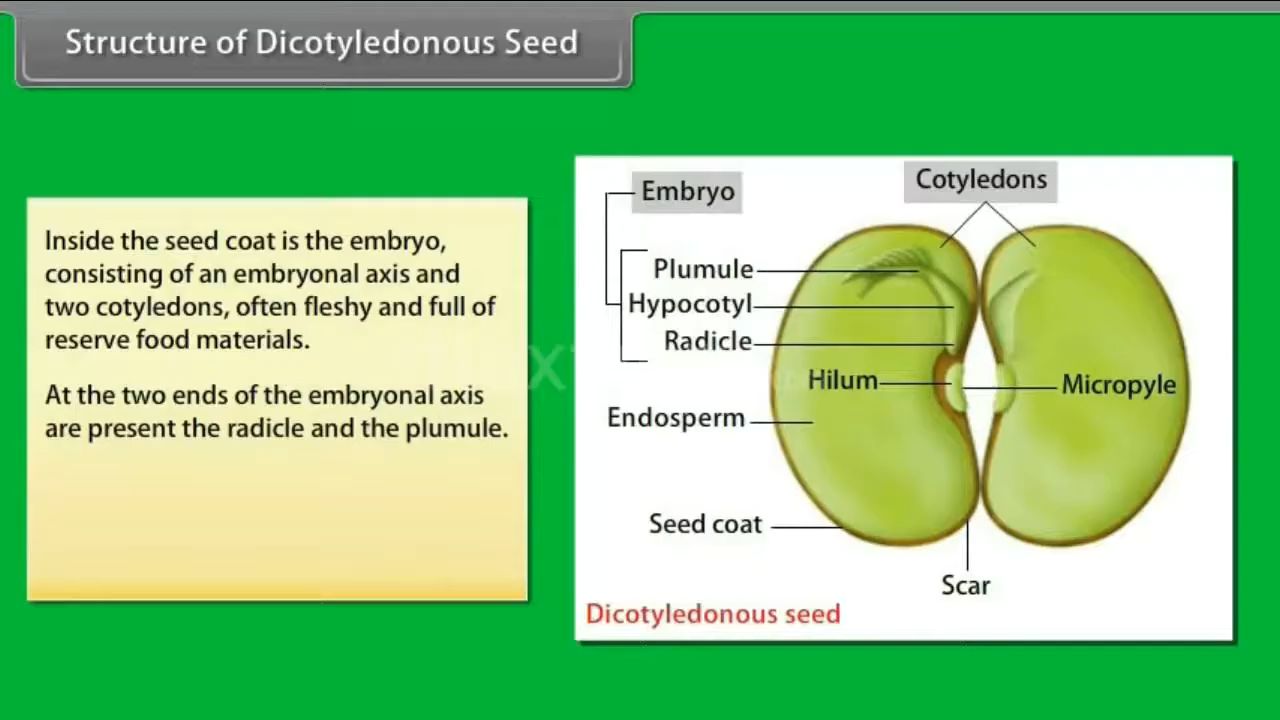 Structure of Dicotyledonous Seed
Inside the seed coat is the embryo,
consisting of an embryonal axis and
two cotyledons, often fleshy and full of
reserve food materials.
At the two ends of the embryonal axis
are present the radicle and the plumule.
Embryo
Cotyledons
Plumule
Hypocotyl
Radicle
Hilum
Micropyle
Endosperm
Seed coat
Scar
Dicotyledonous seed